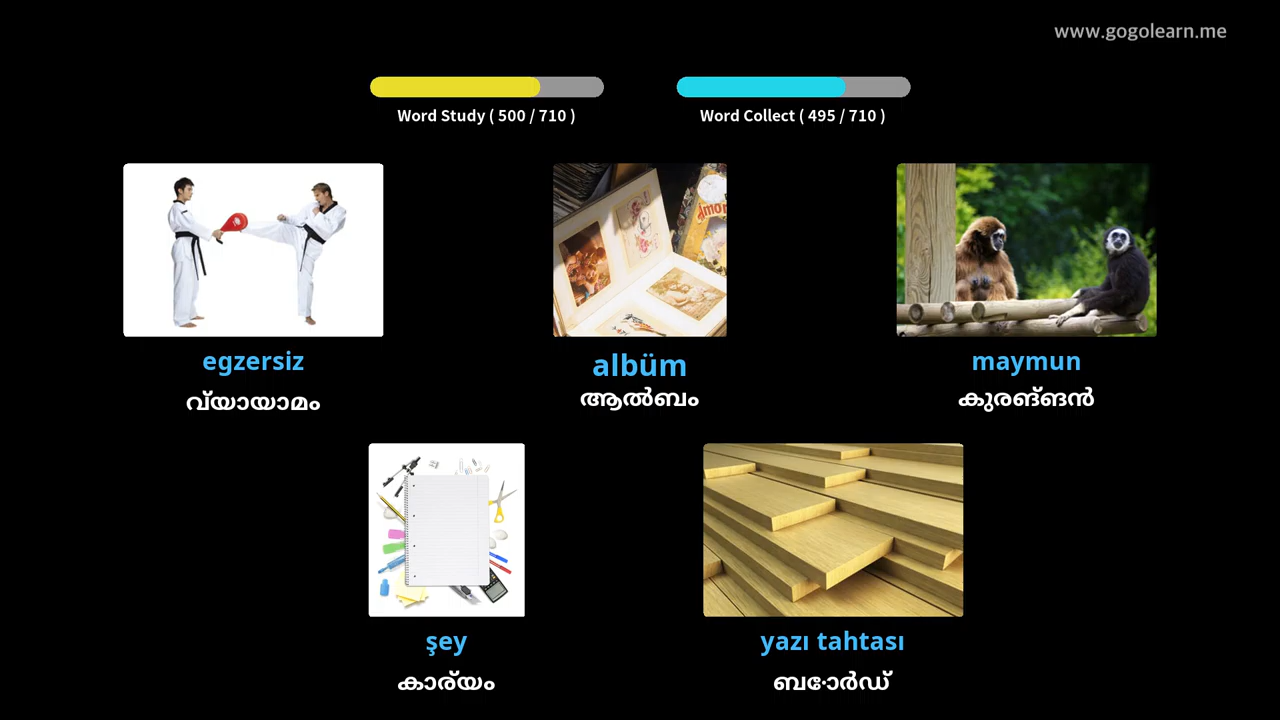 www.gogolearn.me
Word Study ( 500 / 710 )
Word Collect ( 495 / 710 )
egzersiz
വ്യായാമം
albüm
ആൽബം
maymun
കുരങ്ങൻ
şey
കാര്യം
yazı tahtası
ബോർഡ്